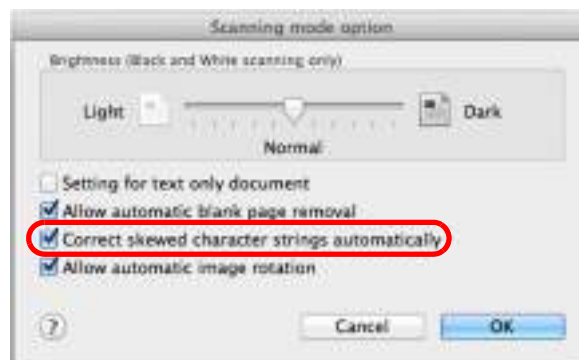 Scanning mode option
Brightness (Black and White scanning only)
Light Dark
Normal
Setting for text only document
Allow automatic blank page removal
Correct skewed character strings automatically
Allow automatic image rotation
? Cancel OK